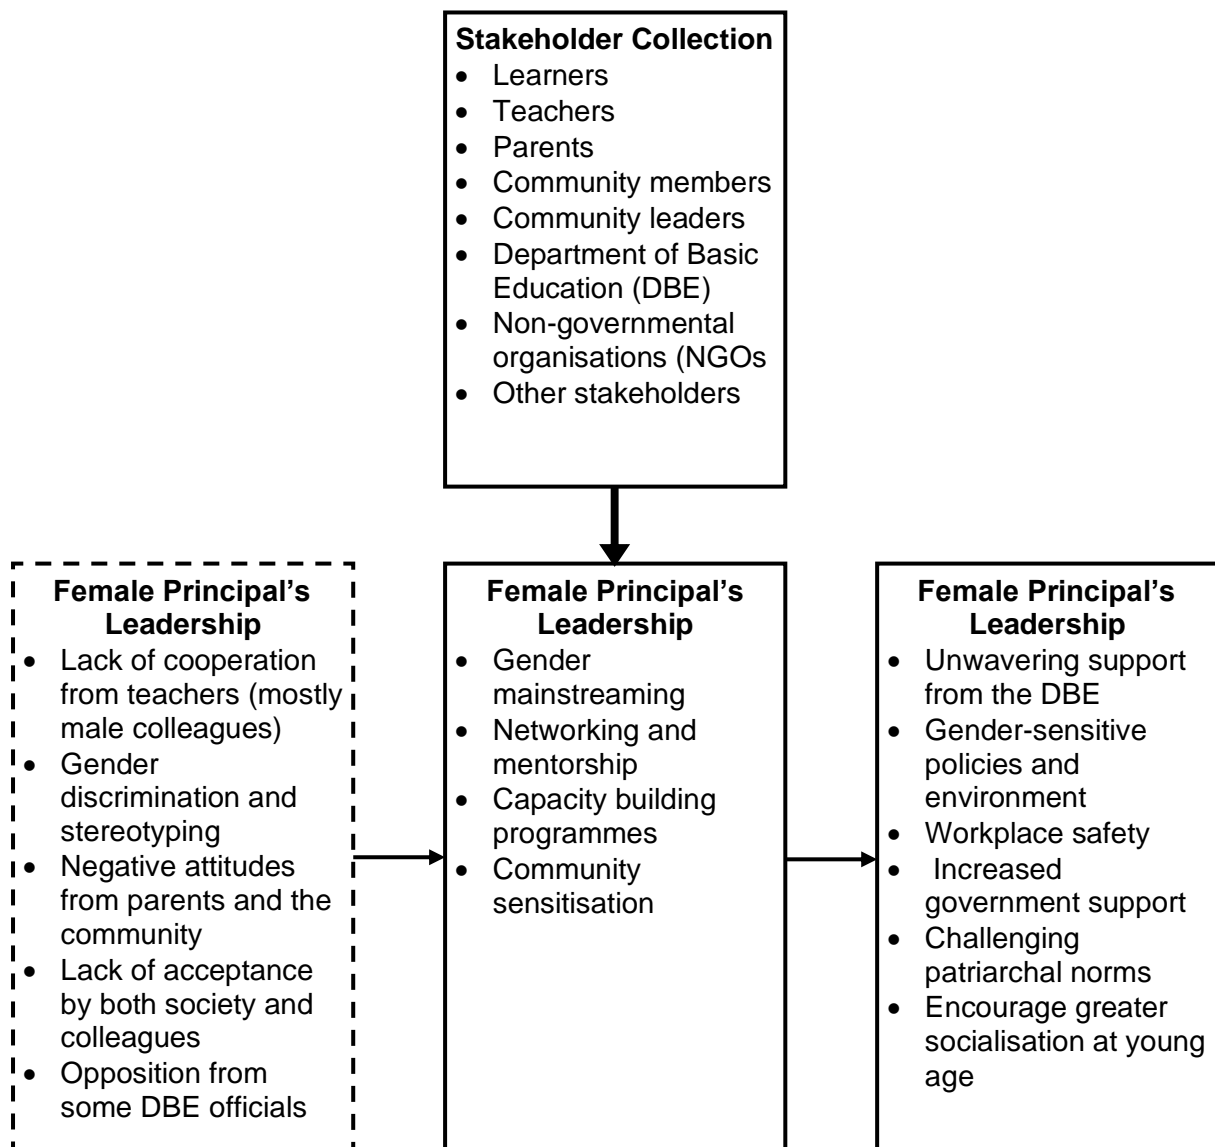 Stakeholder Collection
• Learners
• Teachers
• Parents
• Community members
• Community leaders
• Department of Basic
Education (DBE)
• Non-governmental
organisations (NGOs
• Other stakeholders
Female Principal's
Leadership
• Lack of cooperation
from teachers (mostly
male colleagues)
• Gender
discrimination and
stereotyping
• Negative attitudes
from parents and the
community
• Lack of acceptance
by both society and
colleagues
• Opposition from
some DBE officials
Female Principal's
Leadership
• Gender
mainstreaming
• Networking and
mentorship
• Capacity building
programmes
• Community
sensitisation
Female Principal's
Leadership
• Unwavering support
from the DBE
• Gender-sensitive
policies and
environment
• Workplace safety
• Increased
government support
• Challenging
patriarchal norms
• Encourage greater
socialisation at young
age